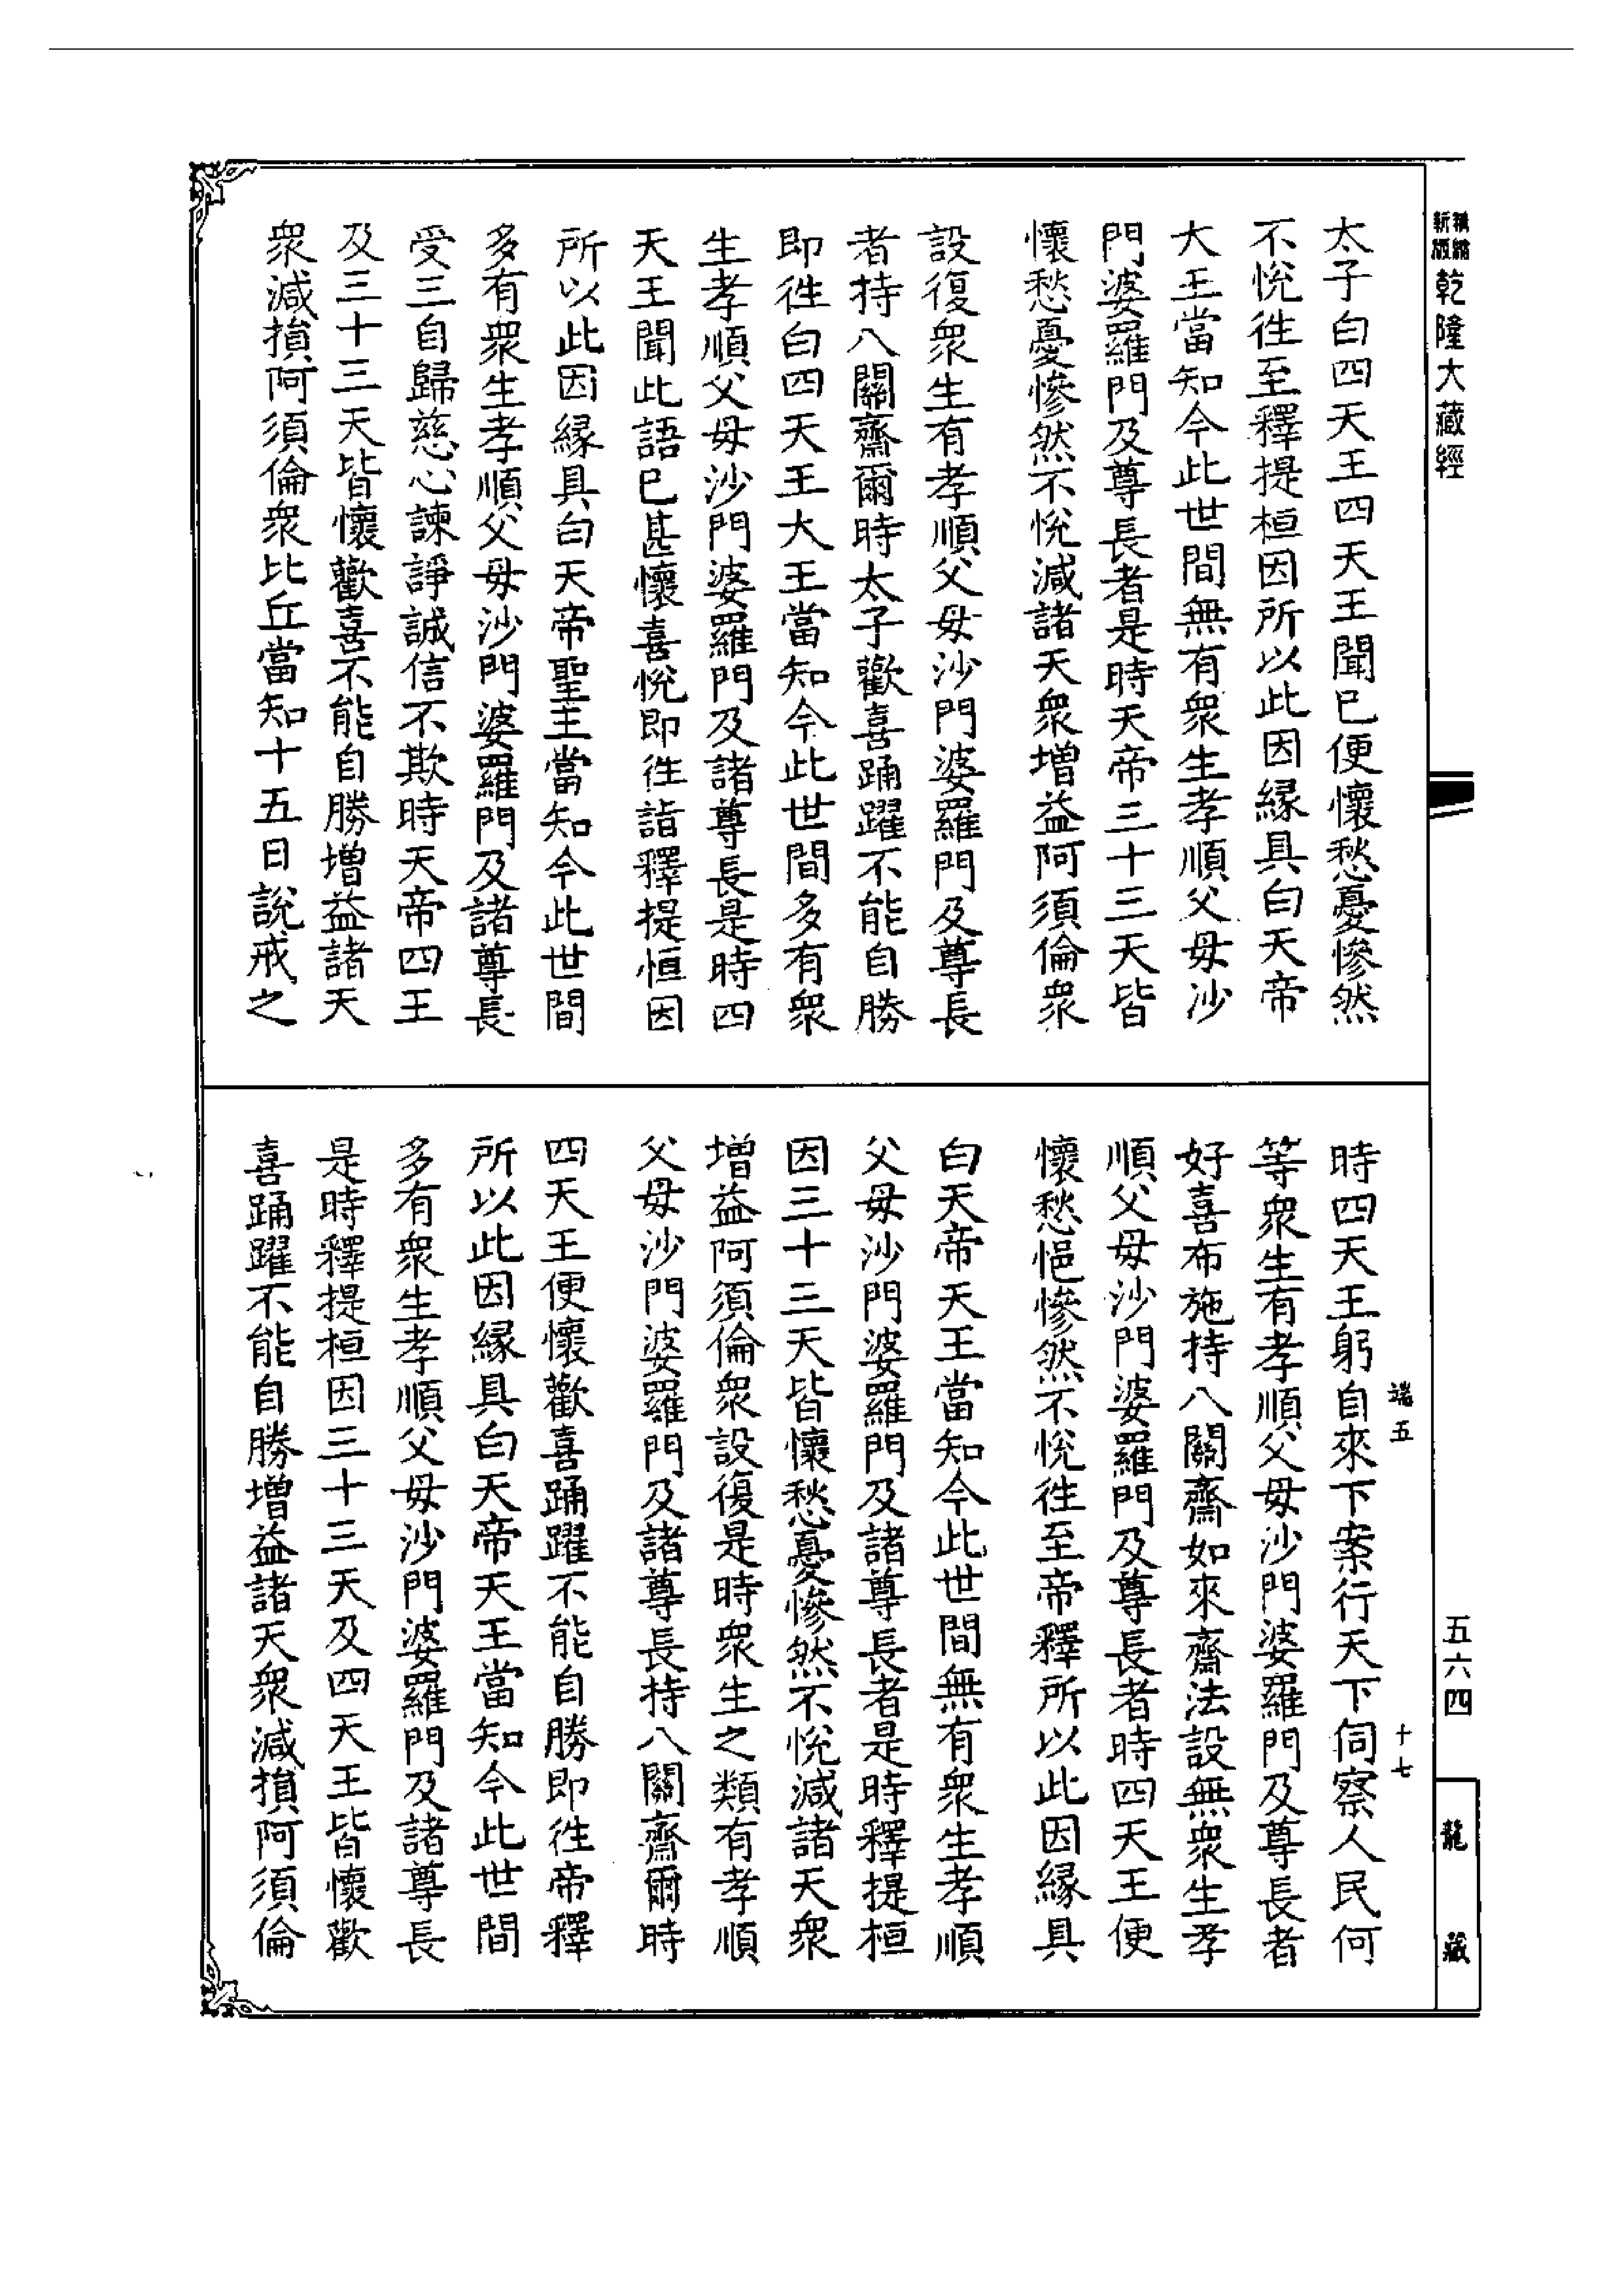 新編縮版乾隆大藏經
太子白四天王四天王聞已便懷愁憂慘然
不悅徃至釋提桓因所以此因緣具白天帝
大王當知今此世間無有衆生孝順父母沙
門婆羅門及尊長者是時天帝三十三天皆
懷愁憂慘然不悅減諸天衆增益阿須倫衆
設復衆生有孝順父母沙門婆羅門及尊長
者持八關齋爾時太子歡喜踊躍不能自勝
即徃白四天王大王當知今此世間多有衆
生孝順父母沙門婆羅門及諸尊長是時四
天王聞此語已甚懷喜悅即徃詣釋提恒因
所以此因緣具白天帝聖主當知今此世間
多有衆生孝順父母沙門婆羅門及諸尊長
受三自歸慈心諫諍誠信不欺時天帝四王
及三十三天皆懷歡喜不能自勝增益諸天
衆減損阿須倫衆比丘當知十五日說戒之
時四天王躬自來下案行天下伺察人民何
等衆生有孝順父母沙門婆羅門及尊長者
好喜布施持八關齋如來齋法設無衆生孝
順父母沙門婆羅門及尊長者時四天王便
懷愁悒慘然不悅徃至帝釋所以此因緣具
白天帝天王當知今此世間無有衆生孝順
父母沙門婆羅門及諸尊長者是時釋提桓
因三十三天皆懷愁憂慘然不悅減諸天衆
增益阿須倫衆設復是時衆生之類有孝順
父母沙門婆羅門及諸尊長持八關齋爾時
四天王便懷歡喜踊躍不能自勝即徃帝釋
所以此因緣具白天帝天王當知今此世間
多有衆生孝順父母沙門婆羅門及諸尊長
是時釋提桓因三十三天及四天王皆懷歡
喜踊躍不能自勝增益諸天衆減損阿須倫
端五
十七
五六四
龍藏